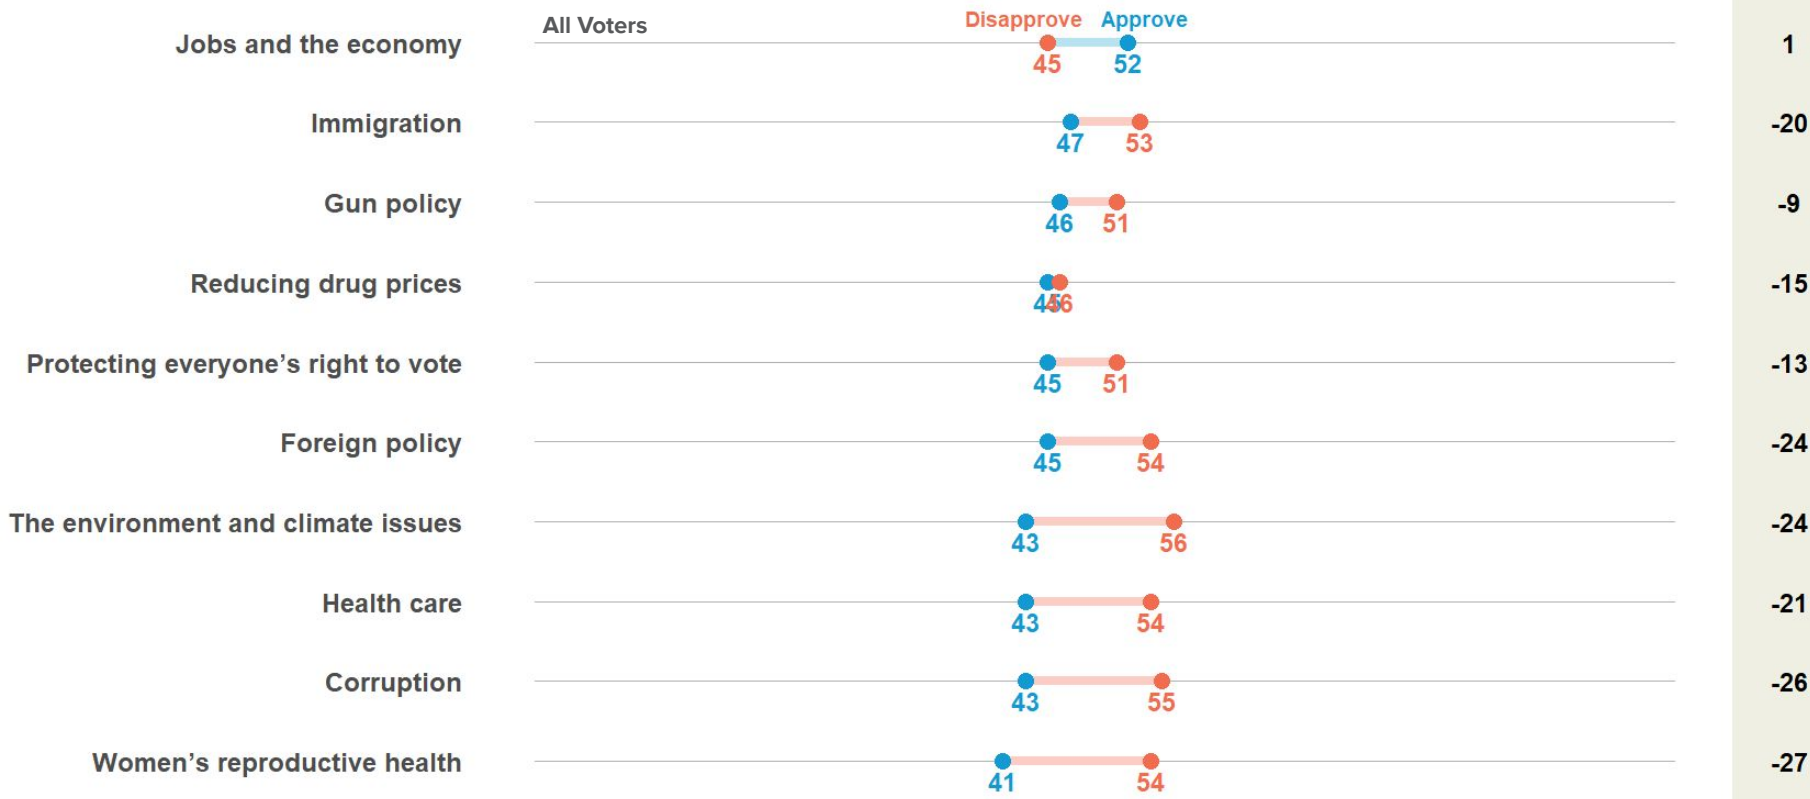 All Voters Disapprove Approve
Jobs and the economy 45 52 1
Immigration 47 53 -20
Gun policy 46 51 -9
Reducing drug prices 45 46 -15
Protecting everyone’s right to vote 45 51 -13
Foreign policy 45 54 -24
The environment and climate issues 43 56 -24
Health care 43 54 -21
Corruption 43 55 -26
Women’s reproductive health 41 54 -27